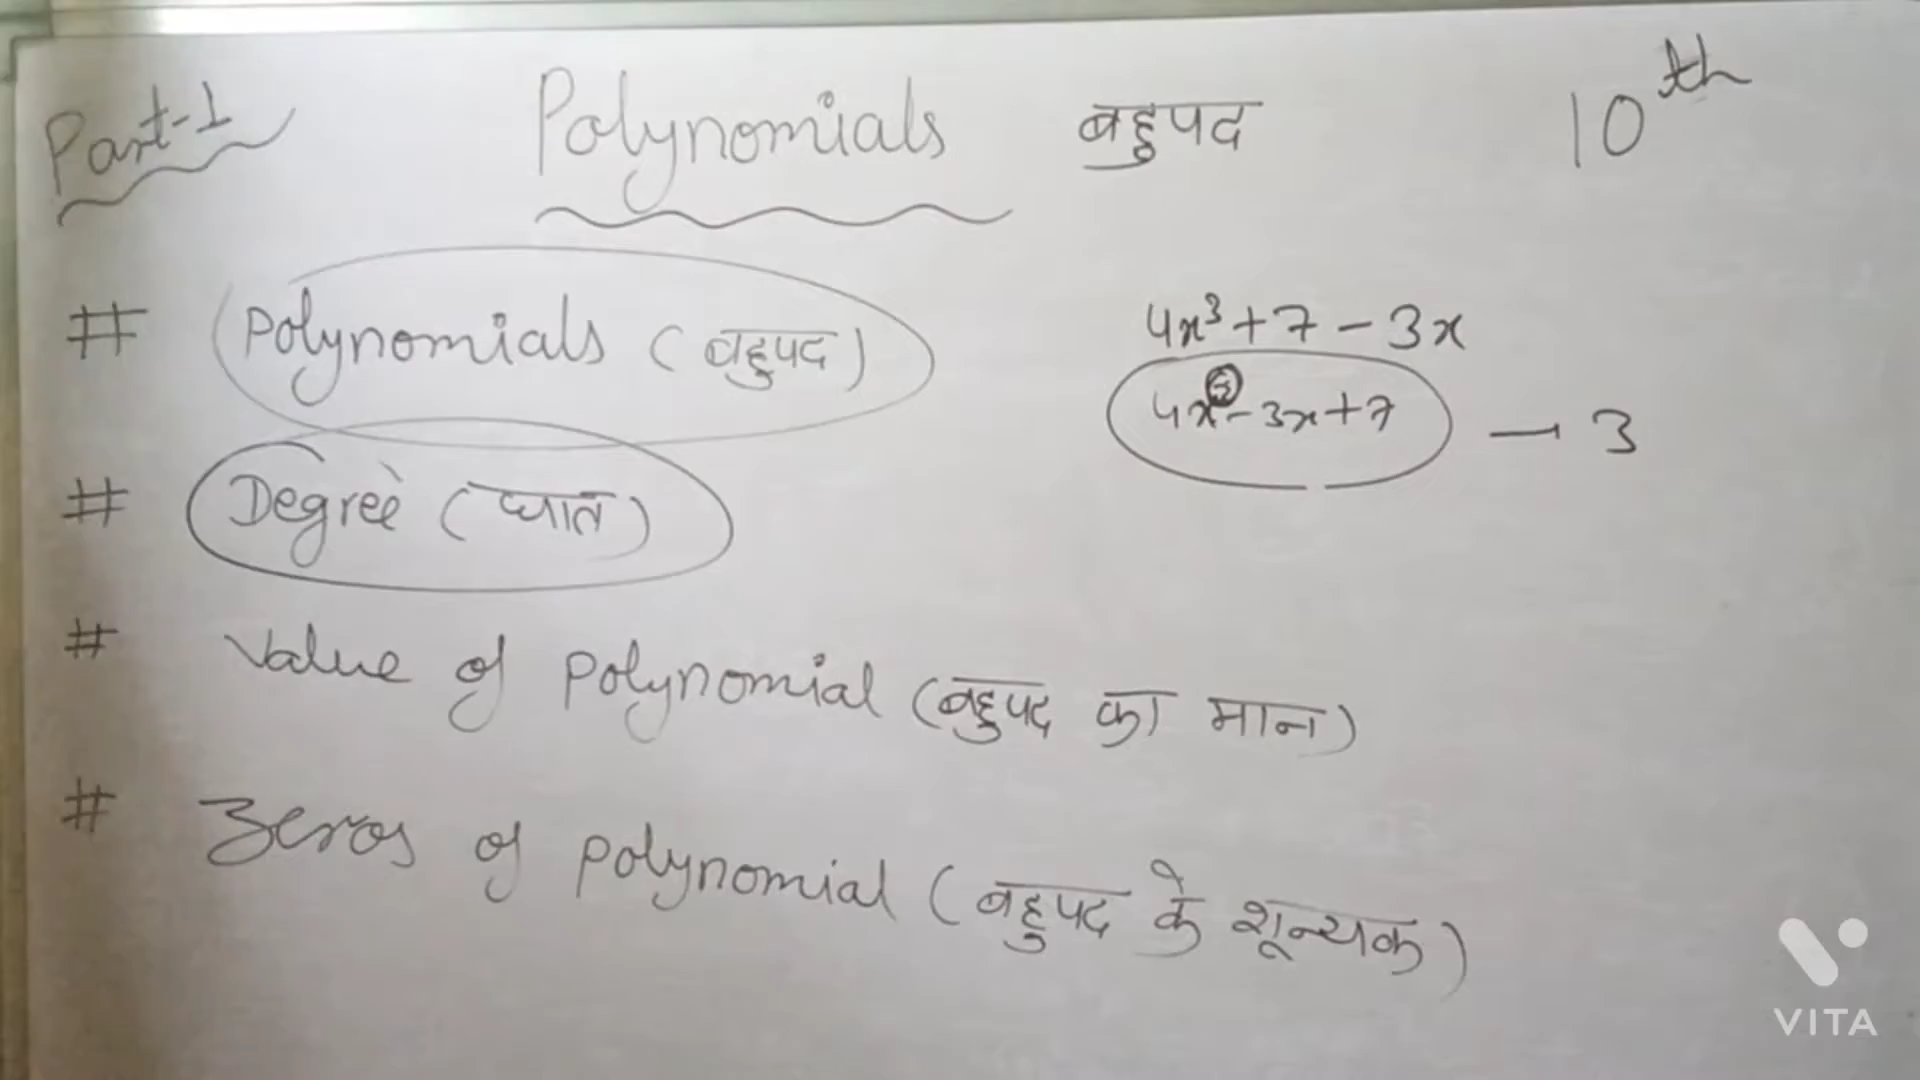 Part-1 Polynomials बहुपद 10th
# Polynomials (बहुपद)
4x³+7-3x
4x³-3x+7 — 3
# Degree (घात)
# Value of Polynomial (बहुपद का मान)
# Zeros of Polynomial (बहुपद के शून्यक)
VITA